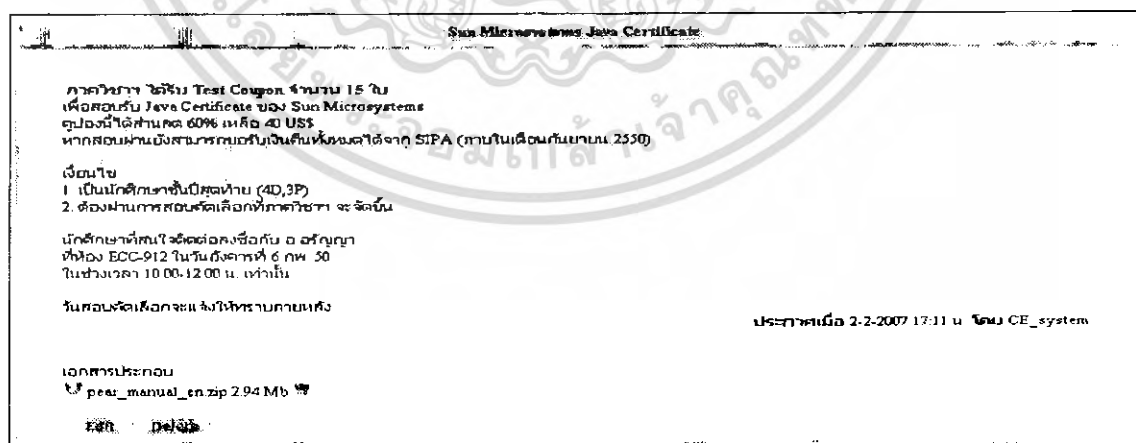 Sun Microsystems Java Certificate
ภาควิชาฯ ได้รับ Test Coupon จำนวน 15 ใบ
เพื่อสอบรับ Java Certificate ของ Sun Microsystems
คูปองนี้ได้ส่วนลด 60% เหลือ 40 US$
หากสอบผ่านยังสามารถขอรับเงินคืนทั้งหมดได้จาก SIPA (ภายในเดือนกันยายน 2550)
เงื่อนไข
1. เป็นนักศึกษาชั้นปีสุดท้าย (4D,3P)
2. ต้องผ่านการสอบคัดเลือกที่ภาควิชาฯ จะจัดขึ้น
นักศึกษาที่สนใจติดต่อลงชื่อกับ อ อรัญญา
ที่ห้อง ECC-912 ในวันอังคารที่ 6 กพ. 50
ในช่วงเวลา 10.00-12.00 น. เท่านั้น
วันสอบคัดเลือกจะแจ้งให้ทราบภายหลัง
ประกาศเมื่อ 2-2-2007 17:11 น โดย CE_system
เอกสารประกอบ
pear_manual_en.zip 2.94 Mb
Edit Delete